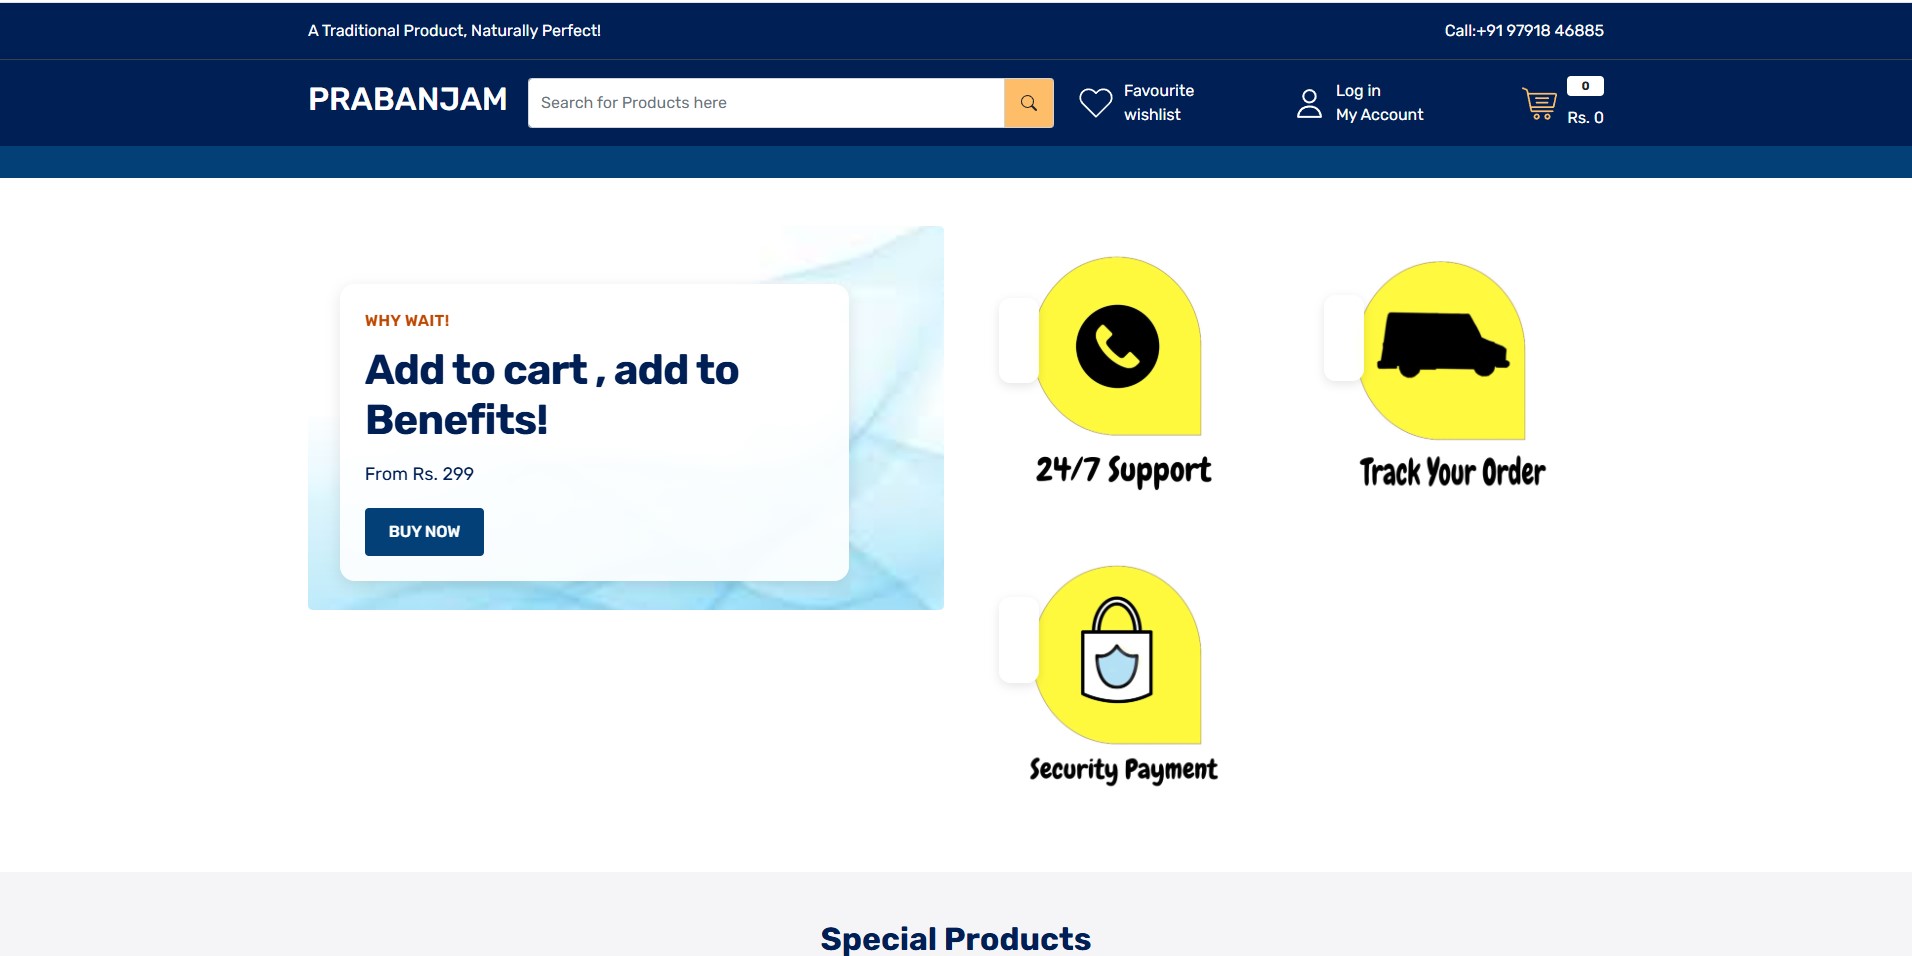 A Traditional Product, Naturally Perfect!
Call:+91 97918 46885
PRABANJAM
Search for Products here
Favourite
wishlist
Log in
My Account
0
Rs. 0
WHY WAIT!
Add to cart , add to
Benefits!
From Rs. 299
BUY NOW
24/7 Support
Track Your Order
Security Payment
Special Products